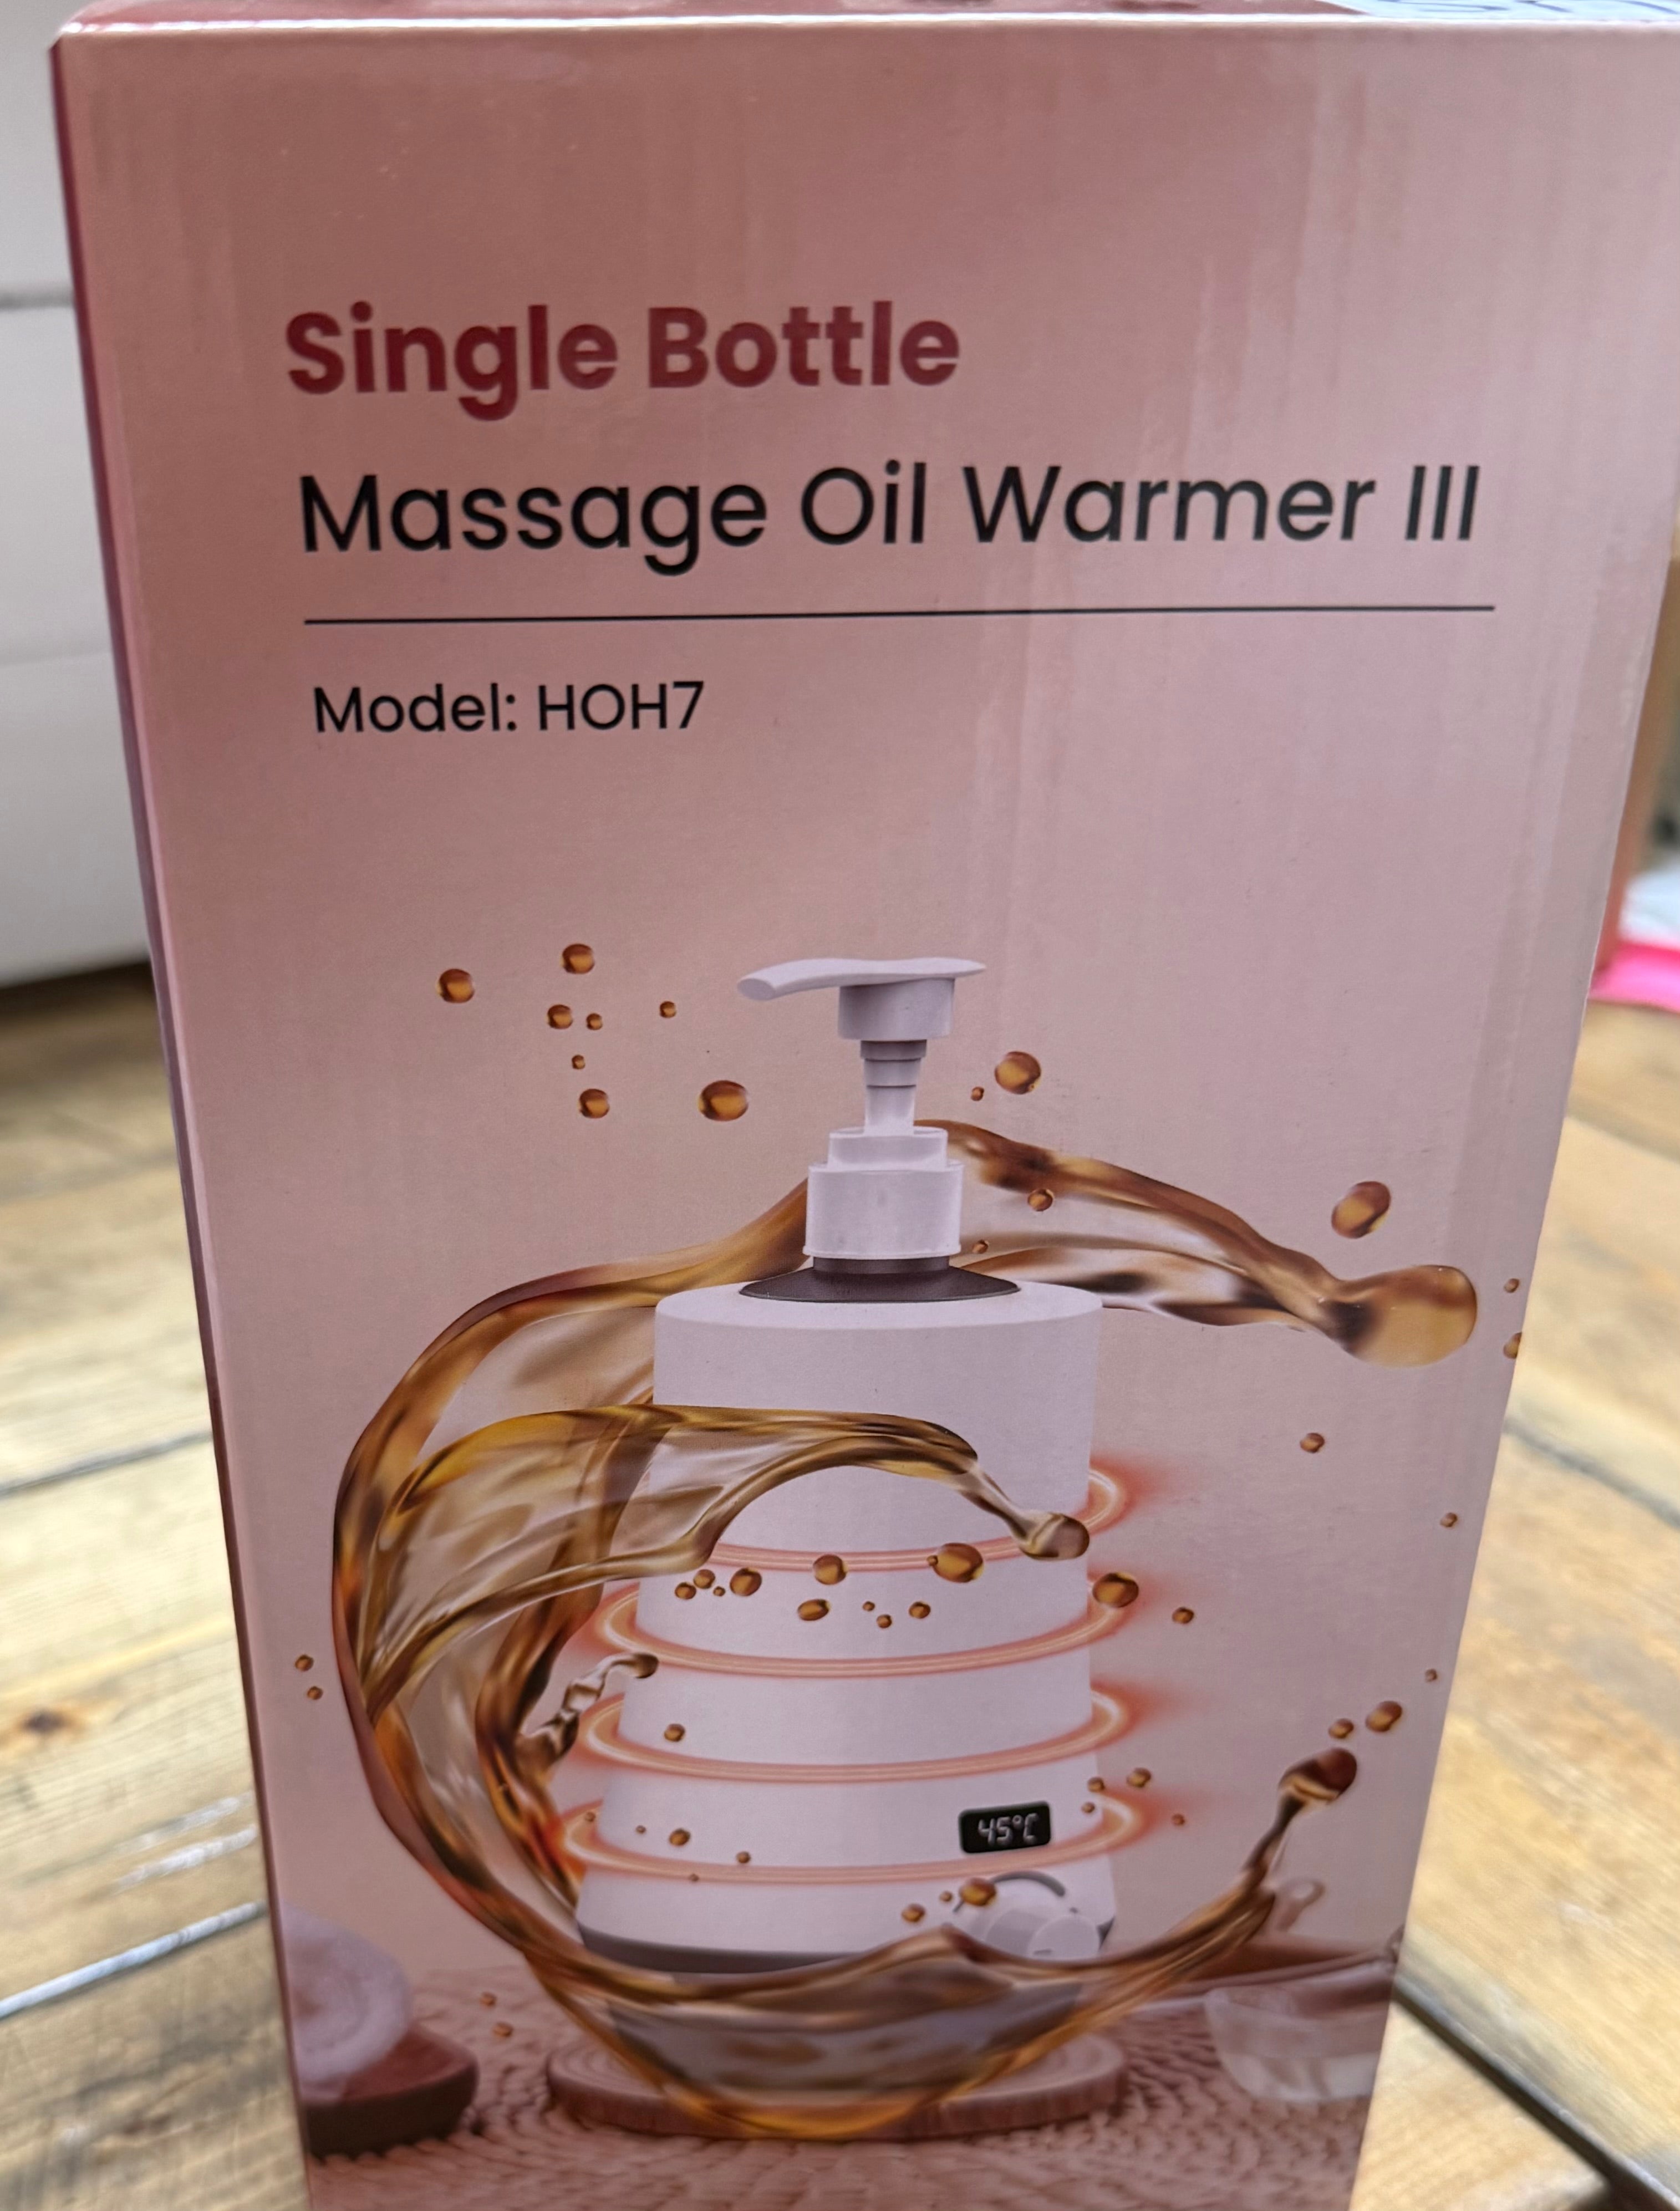 Single Bottle
Massage Oil Warmer III
Model: HOH7
45°C